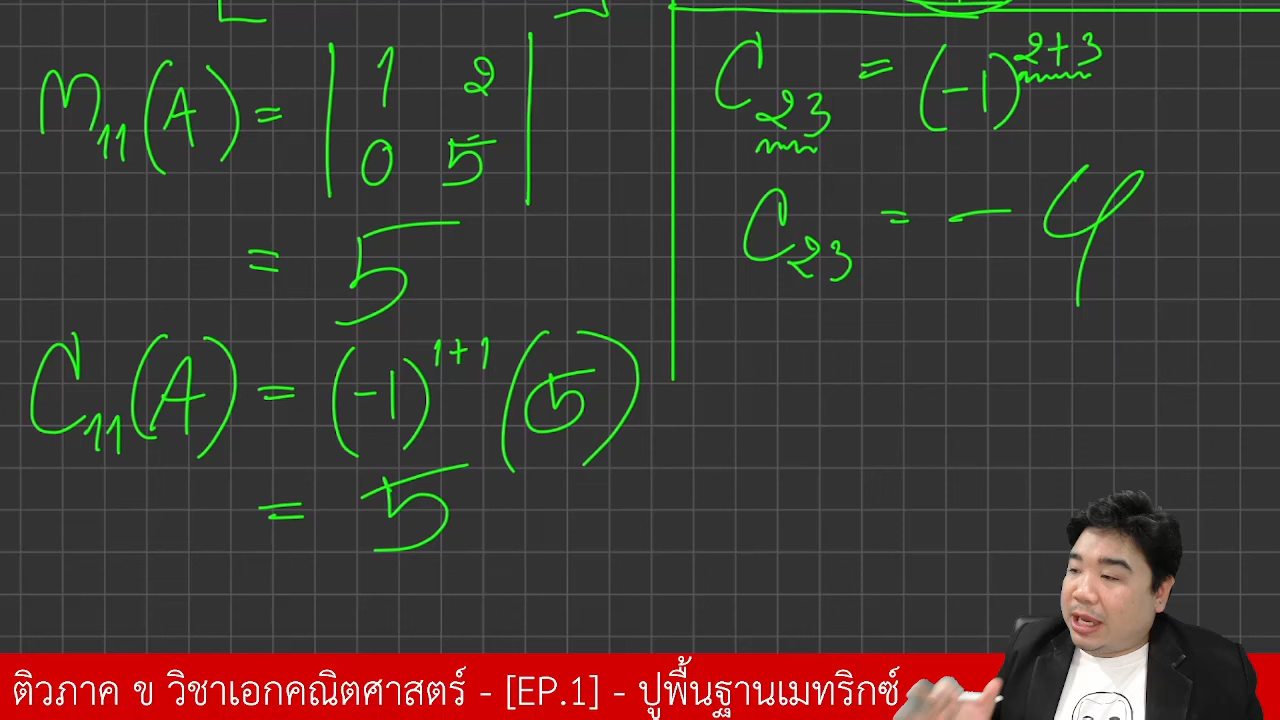 M₁₁(A) = | 1 2 |
| 0 5 |
= 5
C₁₁(A) = (-1)¹⁺¹ (5)
= 5
C₂₃ = (-1)²⁺³
C₂₃ = - 4
ติวภาค ข วิชาเอกคณิตศาสตร์ - [EP.1] - ปูพื้นฐานเมทริกซ์